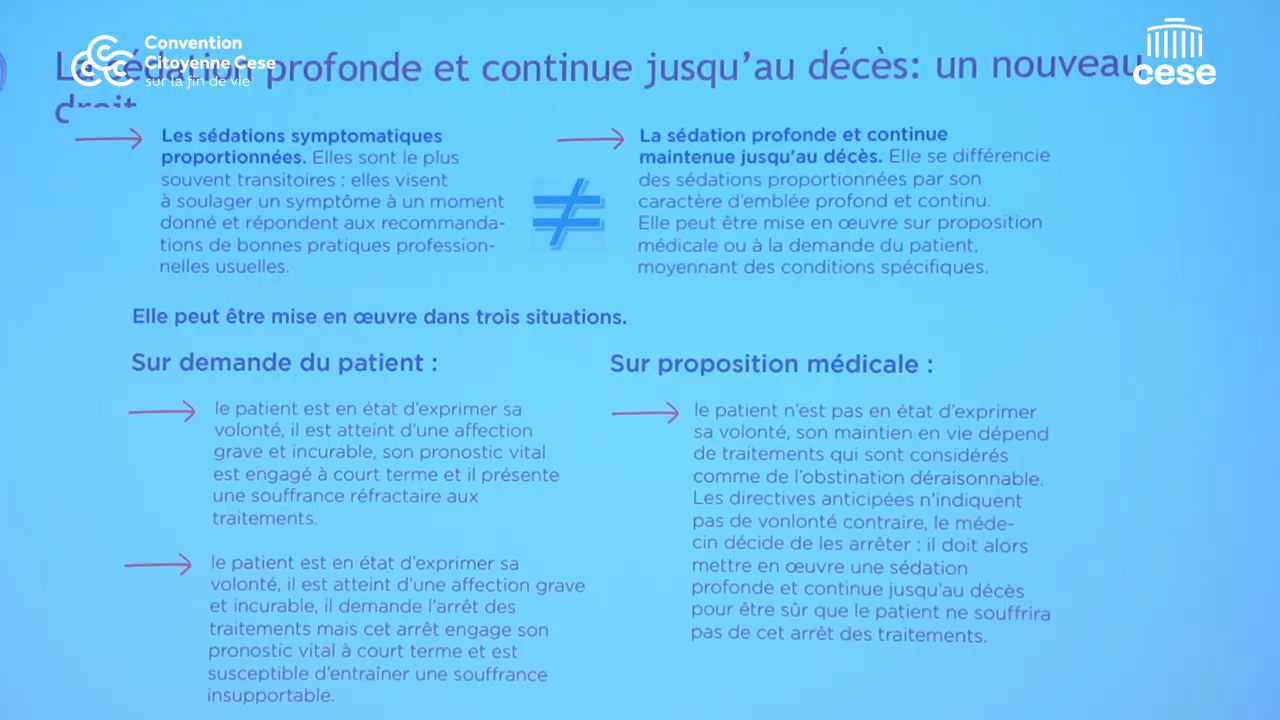 Convention
Citoyenne Cese
sur la fin de vie
cese
profonde et continue jusqu'au décès: un nouveau
droit
Les sédations symptomatiques
proportionnées. Elles sont le plus
souvent transitoires : elles visent
à soulager un symptôme à un moment
donné et répondent aux recommanda-
tions de bonnes pratiques profession-
nelles usuelles.
≠
La sédation profonde et continue
maintenue jusqu'au décès. Elle se différencie
des sédations proportionnées par son
caractère d'emblée profond et continu.
Elle peut être mise en œuvre sur proposition
médicale ou à la demande du patient,
moyennant des conditions spécifiques.
Elle peut être mise en œuvre dans trois situations.
Sur demande du patient :
le patient est en état d'exprimer sa
volonté, il est atteint d'une affection
grave et incurable, son pronostic vital
est engagé à court terme et il présente
une souffrance réfractaire aux
traitements.
le patient est en état d'exprimer sa
volonté, il est atteint d'une affection grave
et incurable, il demande l'arrêt des
traitements mais cet arrêt engage son
pronostic vital à court terme et est
susceptible d'entraîner une souffrance
insupportable.
Sur proposition médicale :
le patient n'est pas en état d'exprimer
sa volonté, son maintien en vie dépend
de traitements qui sont considérés
comme de l'obstination déraisonnable.
Les directives anticipées n'indiquent
pas de vonlonté contraire, le méde-
cin décide de les arrêter : il doit alors
mettre en œuvre une sédation
profonde et continue jusqu'au décès
pour être sûr que le patient ne souffrira
pas de cet arrêt des traitements.